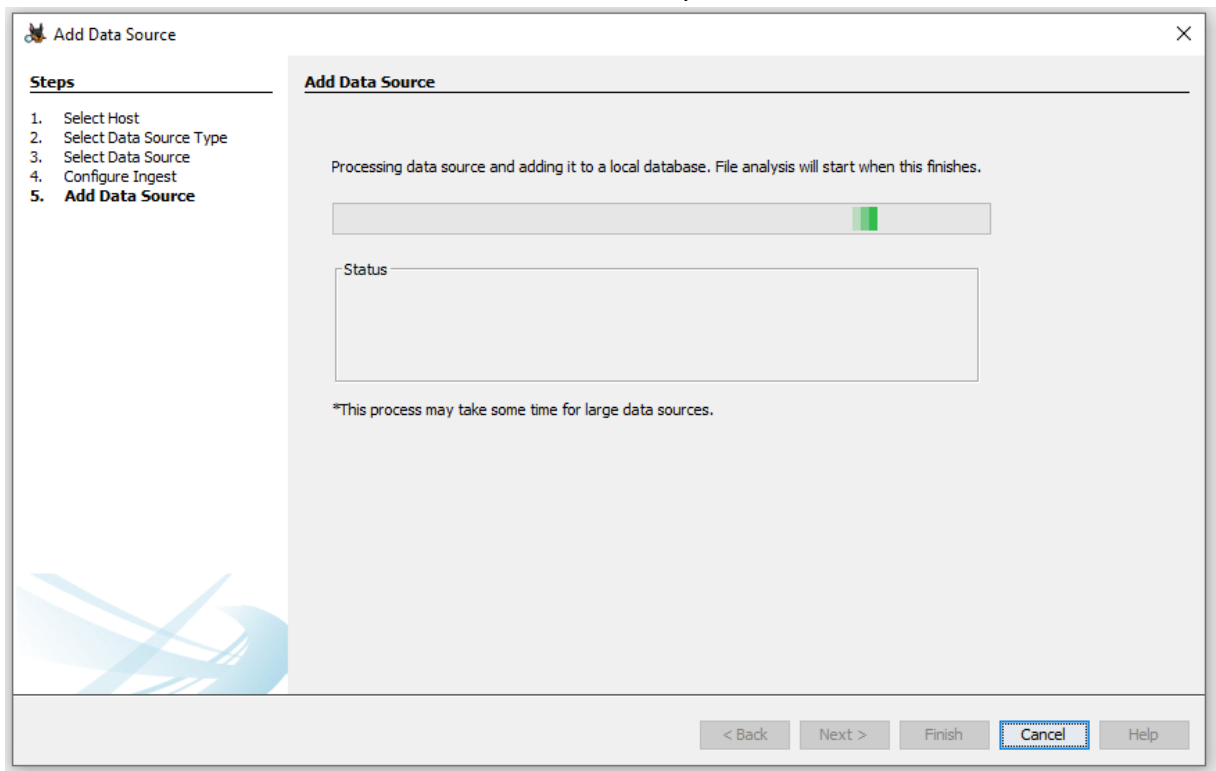 Add Data Source
Steps
1. Select Host
2. Select Data Source Type
3. Select Data Source
4. Configure Ingest
5. Add Data Source
Add Data Source
Processing data source and adding it to a local database. File analysis will start when this finishes.
Status
*This process may take some time for large data sources.
< Back Next > Finish Cancel Help